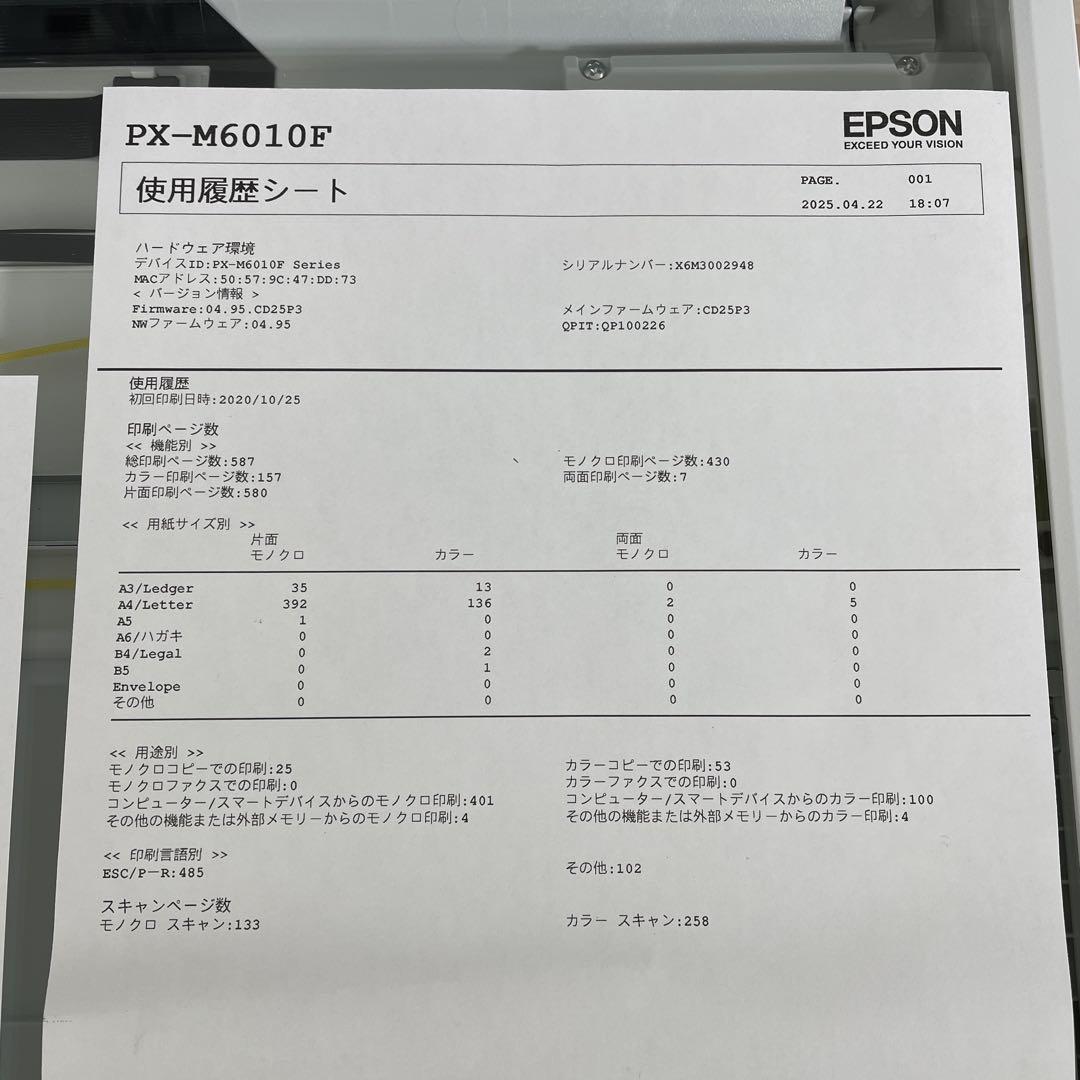 PX-M6010F
EPSON
EXCEED YOUR VISION
使用履歴シート
PAGE. 001
2025.04.22 18:07
ハードウェア環境
デバイスID:PX-M6010F Series シリアルナンバー:X6M3002948
MACアドレス:50:57:9C:47:DD:73
< バージョン情報 >
Firmware:04.95.CD25P3 メインファームウェア:CD25P3
NWファームウェア:04.95 QPIT:QP100226
使用履歴
初回印刷日時:2020/10/25
印刷ページ数
<< 機能別 >>
総印刷ページ数:587 モノクロ印刷ページ数:430
カラー印刷ページ数:157 両面印刷ページ数:7
片面印刷ページ数:580
<< 用紙サイズ別 >>
片面 両面
モノクロ カラー モノクロ カラー
A3/Ledger 35 13 0 0
A4/Letter 392 136 2 5
A5 1 0 0 0
A6/ハガキ 0 0 0 0
B4/Legal 0 2 0 0
B5 0 1 0 0
Envelope 0 0 0 0
その他 0 0 0 0
<< 用途別 >>
モノクロコピーでの印刷:25 カラーコピーでの印刷:53
モノクロファクスでの印刷:0 カラーファクスでの印刷:0
コンピューター/スマートデバイスからのモノクロ印刷:401 コンピューター/スマートデバイスからのカラー印刷:100
その他の機能または外部メモリーからのモノクロ印刷:4 その他の機能または外部メモリーからのカラー印刷:4
<< 印刷言語別 >>
ESC/P-R:485 その他:102
スキャンページ数
モノクロ スキャン:133 カラー スキャン:258